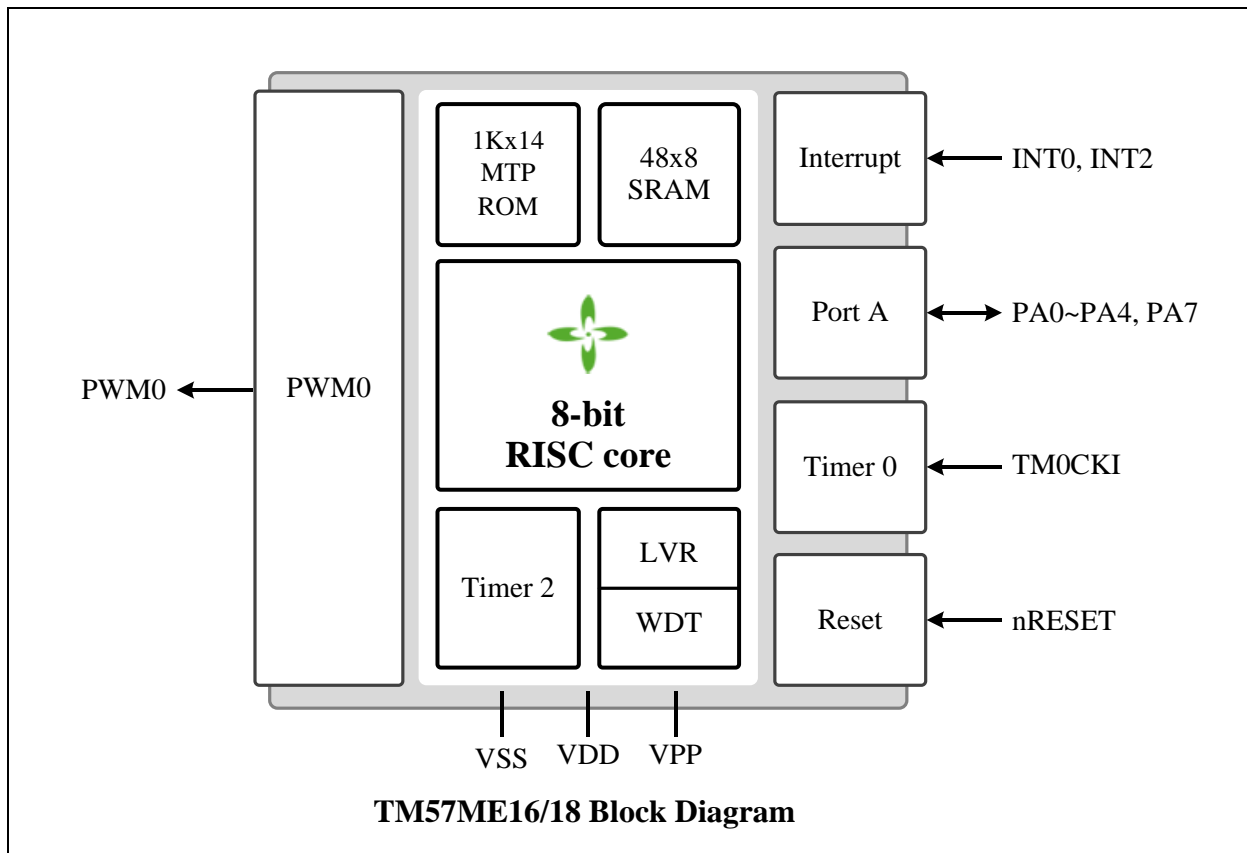 1Kx14
MTP
ROM
48x8
SRAM
Interrupt
INT0, INT2
Port A
PA0~PA4, PA7
PWM0
PWM0
8-bit
RISC core
Timer 0
TM0CKI
Timer 2
LVR
WDT
Reset
nRESET
VSS
VDD
VPP
TM57ME16/18 Block Diagram